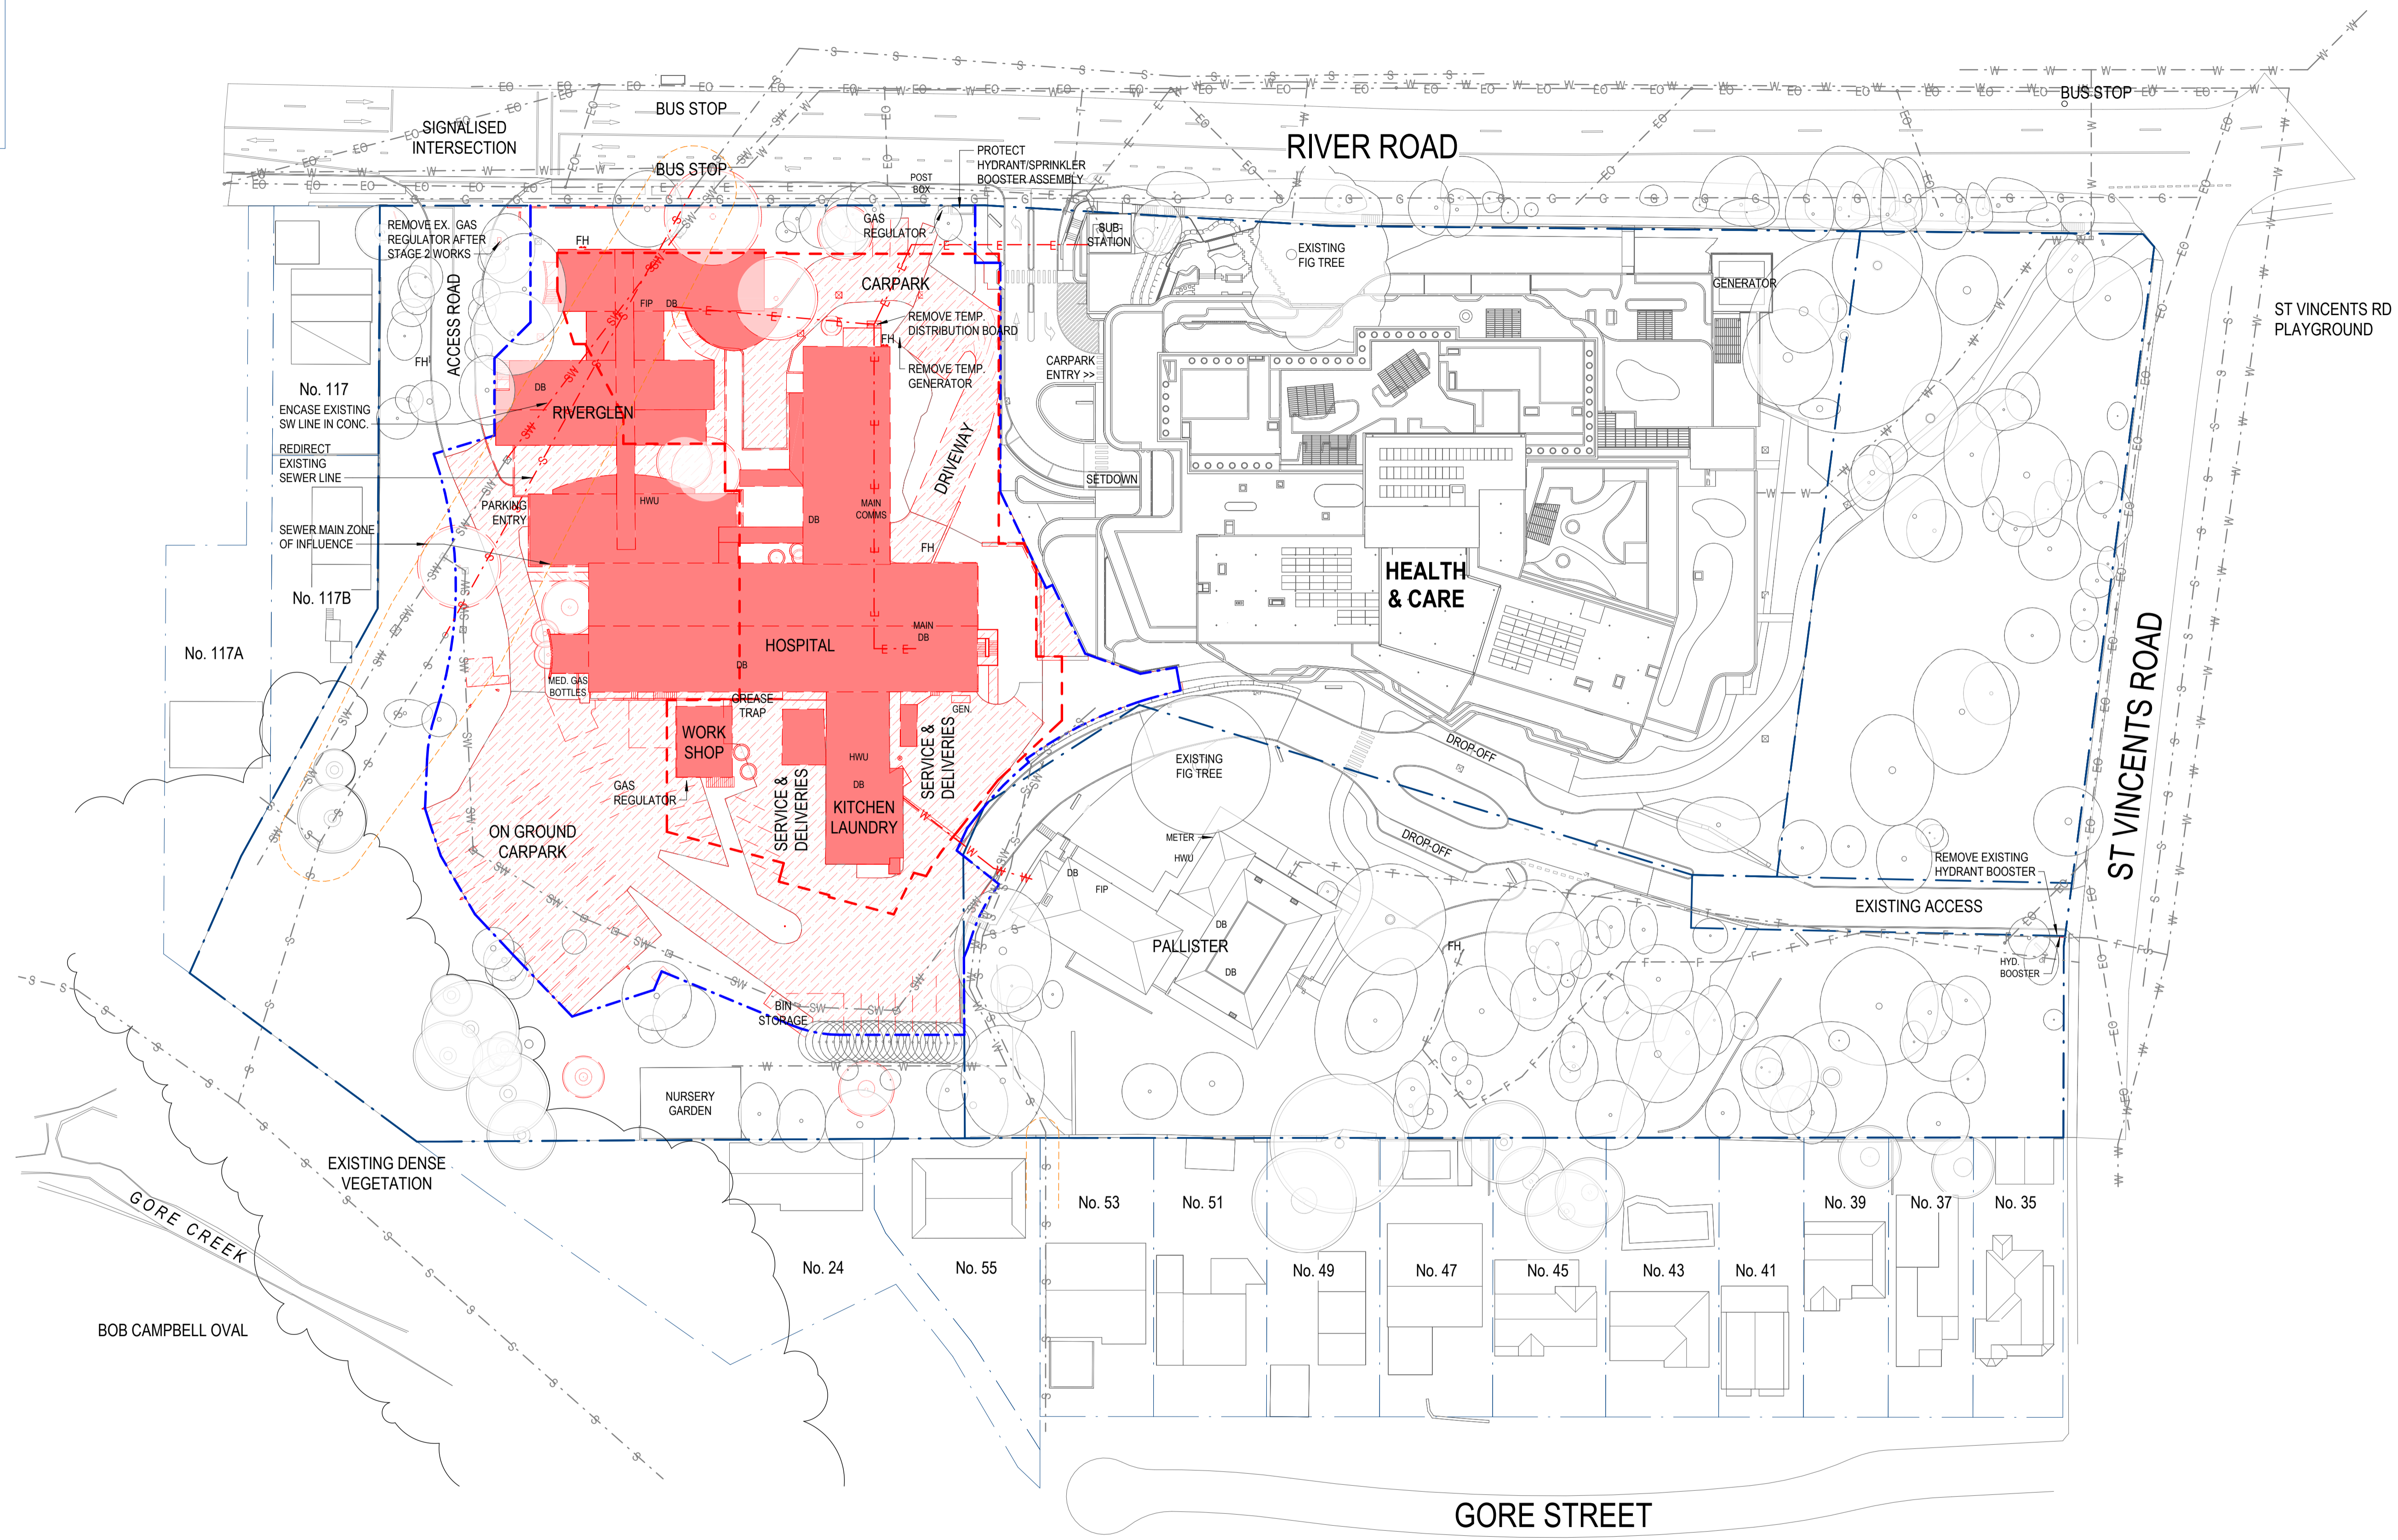 BUS STOP
SIGNALISED
INTERSECTION
BUS STOP
BUS STOP
RIVER ROAD
PROTECT
HYDRANT/SPRINKLER
BOOSTER ASSEMBLY
POST
BOX
GAS
REGULATOR
REMOVE EX. GAS
REGULATOR AFTER
STAGE 2 WORKS
FH
ACCESS ROAD
FH
SUB-
STATION
EXISTING
FIG TREE
GENERATOR
ST VINCENTS RD
PLAYGROUND
CARPARK
FIP DB
REMOVE TEMP.
DISTRIBUTION BOARD
FH
REMOVE TEMP.
GENERATOR
CARPARK
ENTRY >>
No. 117
ENCASE EXISTING
SW LINE IN CONC.
DB
RIVERGLEN
REDIRECT
EXISTING
SEWER LINE
DRIVEWAY
SETDOWN
PARKING
ENTRY
HWU
MAIN
COMMS
DB
SEWER MAIN ZONE
OF INFLUENCE
FH
HEALTH
& CARE
No. 117B
No. 117A
MAIN
DB
HOSPITAL
DB
MED. GAS
BOTTLES
GREASE
TRAP
GEN.
WORK
SHOP
SERVICE &
DELIVERIES
HWU
DB
KITCHEN
LAUNDRY
SERVICE &
DELIVERIES
GAS
REGULATOR
ON GROUND
CARPARK
EXISTING
FIG TREE
DROP-OFF
DROP-OFF
METER
HWU
DB
FIP
DB
PALLISTER
DB
FH
REMOVE EXISTING
HYDRANT BOOSTER
EXISTING ACCESS
HYD.
BOOSTER
ST VINCENTS ROAD
BIN
STORAGE
NURSERY
GARDEN
EXISTING DENSE
VEGETATION
GORE CREEK
BOB CAMPBELL OVAL
No. 24
No. 55
No. 53
No. 51
No. 49
No. 47
No. 45
No. 43
No. 41
No. 39
No. 37
No. 35
GORE STREET